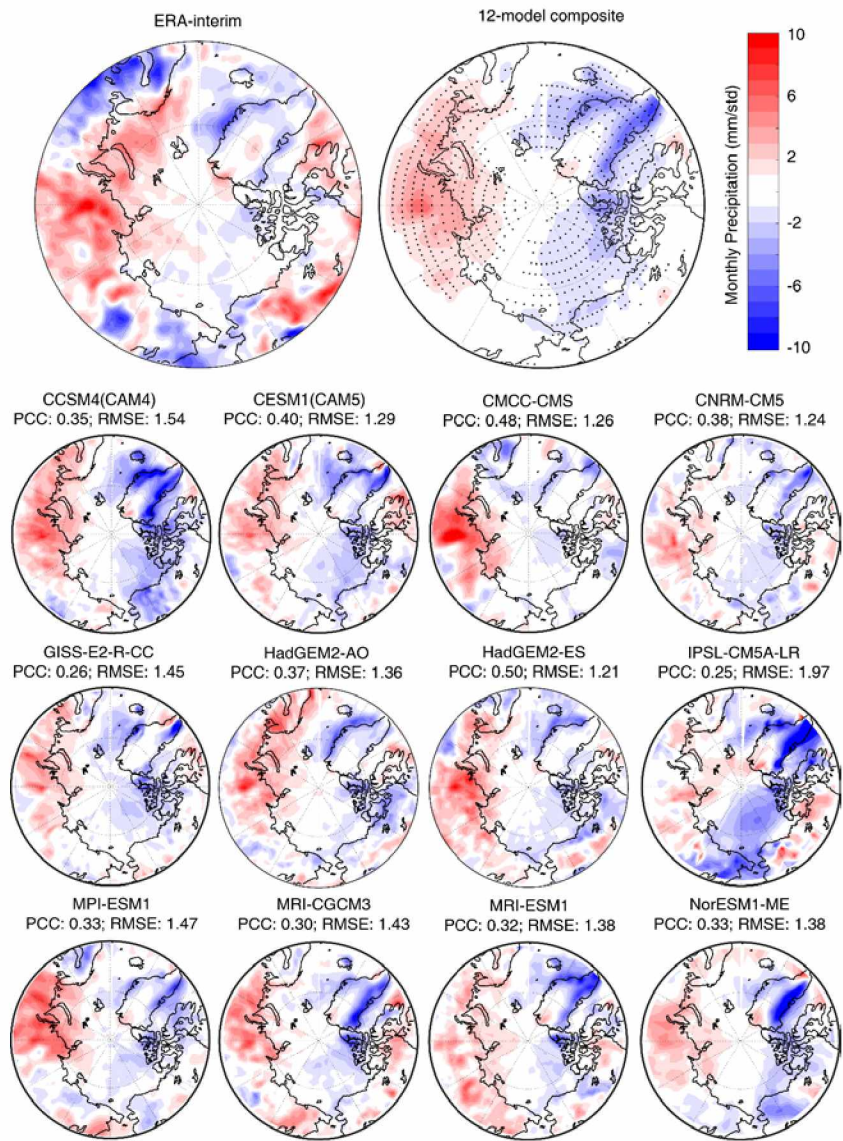 ERA-interim
12-model composite
10
6
2
-2
-6
-10
Monthly Precipitation (mm/std)
CCSM4(CAM4)
PCC: 0.35; RMSE: 1.54
CESM1(CAM5)
PCC: 0.40; RMSE: 1.29
CMCC-CMS
PCC: 0.48; RMSE: 1.26
CNRM-CM5
PCC: 0.38; RMSE: 1.24
GISS-E2-R-CC
PCC: 0.26; RMSE: 1.45
HadGEM2-AO
PCC: 0.37; RMSE: 1.36
HadGEM2-ES
PCC: 0.50; RMSE: 1.21
IPSL-CM5A-LR
PCC: 0.25; RMSE: 1.97
MPI-ESM1
PCC: 0.33; RMSE: 1.47
MRI-CGCM3
PCC: 0.30; RMSE: 1.43
MRI-ESM1
PCC: 0.32; RMSE: 1.38
NorESM1-ME
PCC: 0.33; RMSE: 1.38